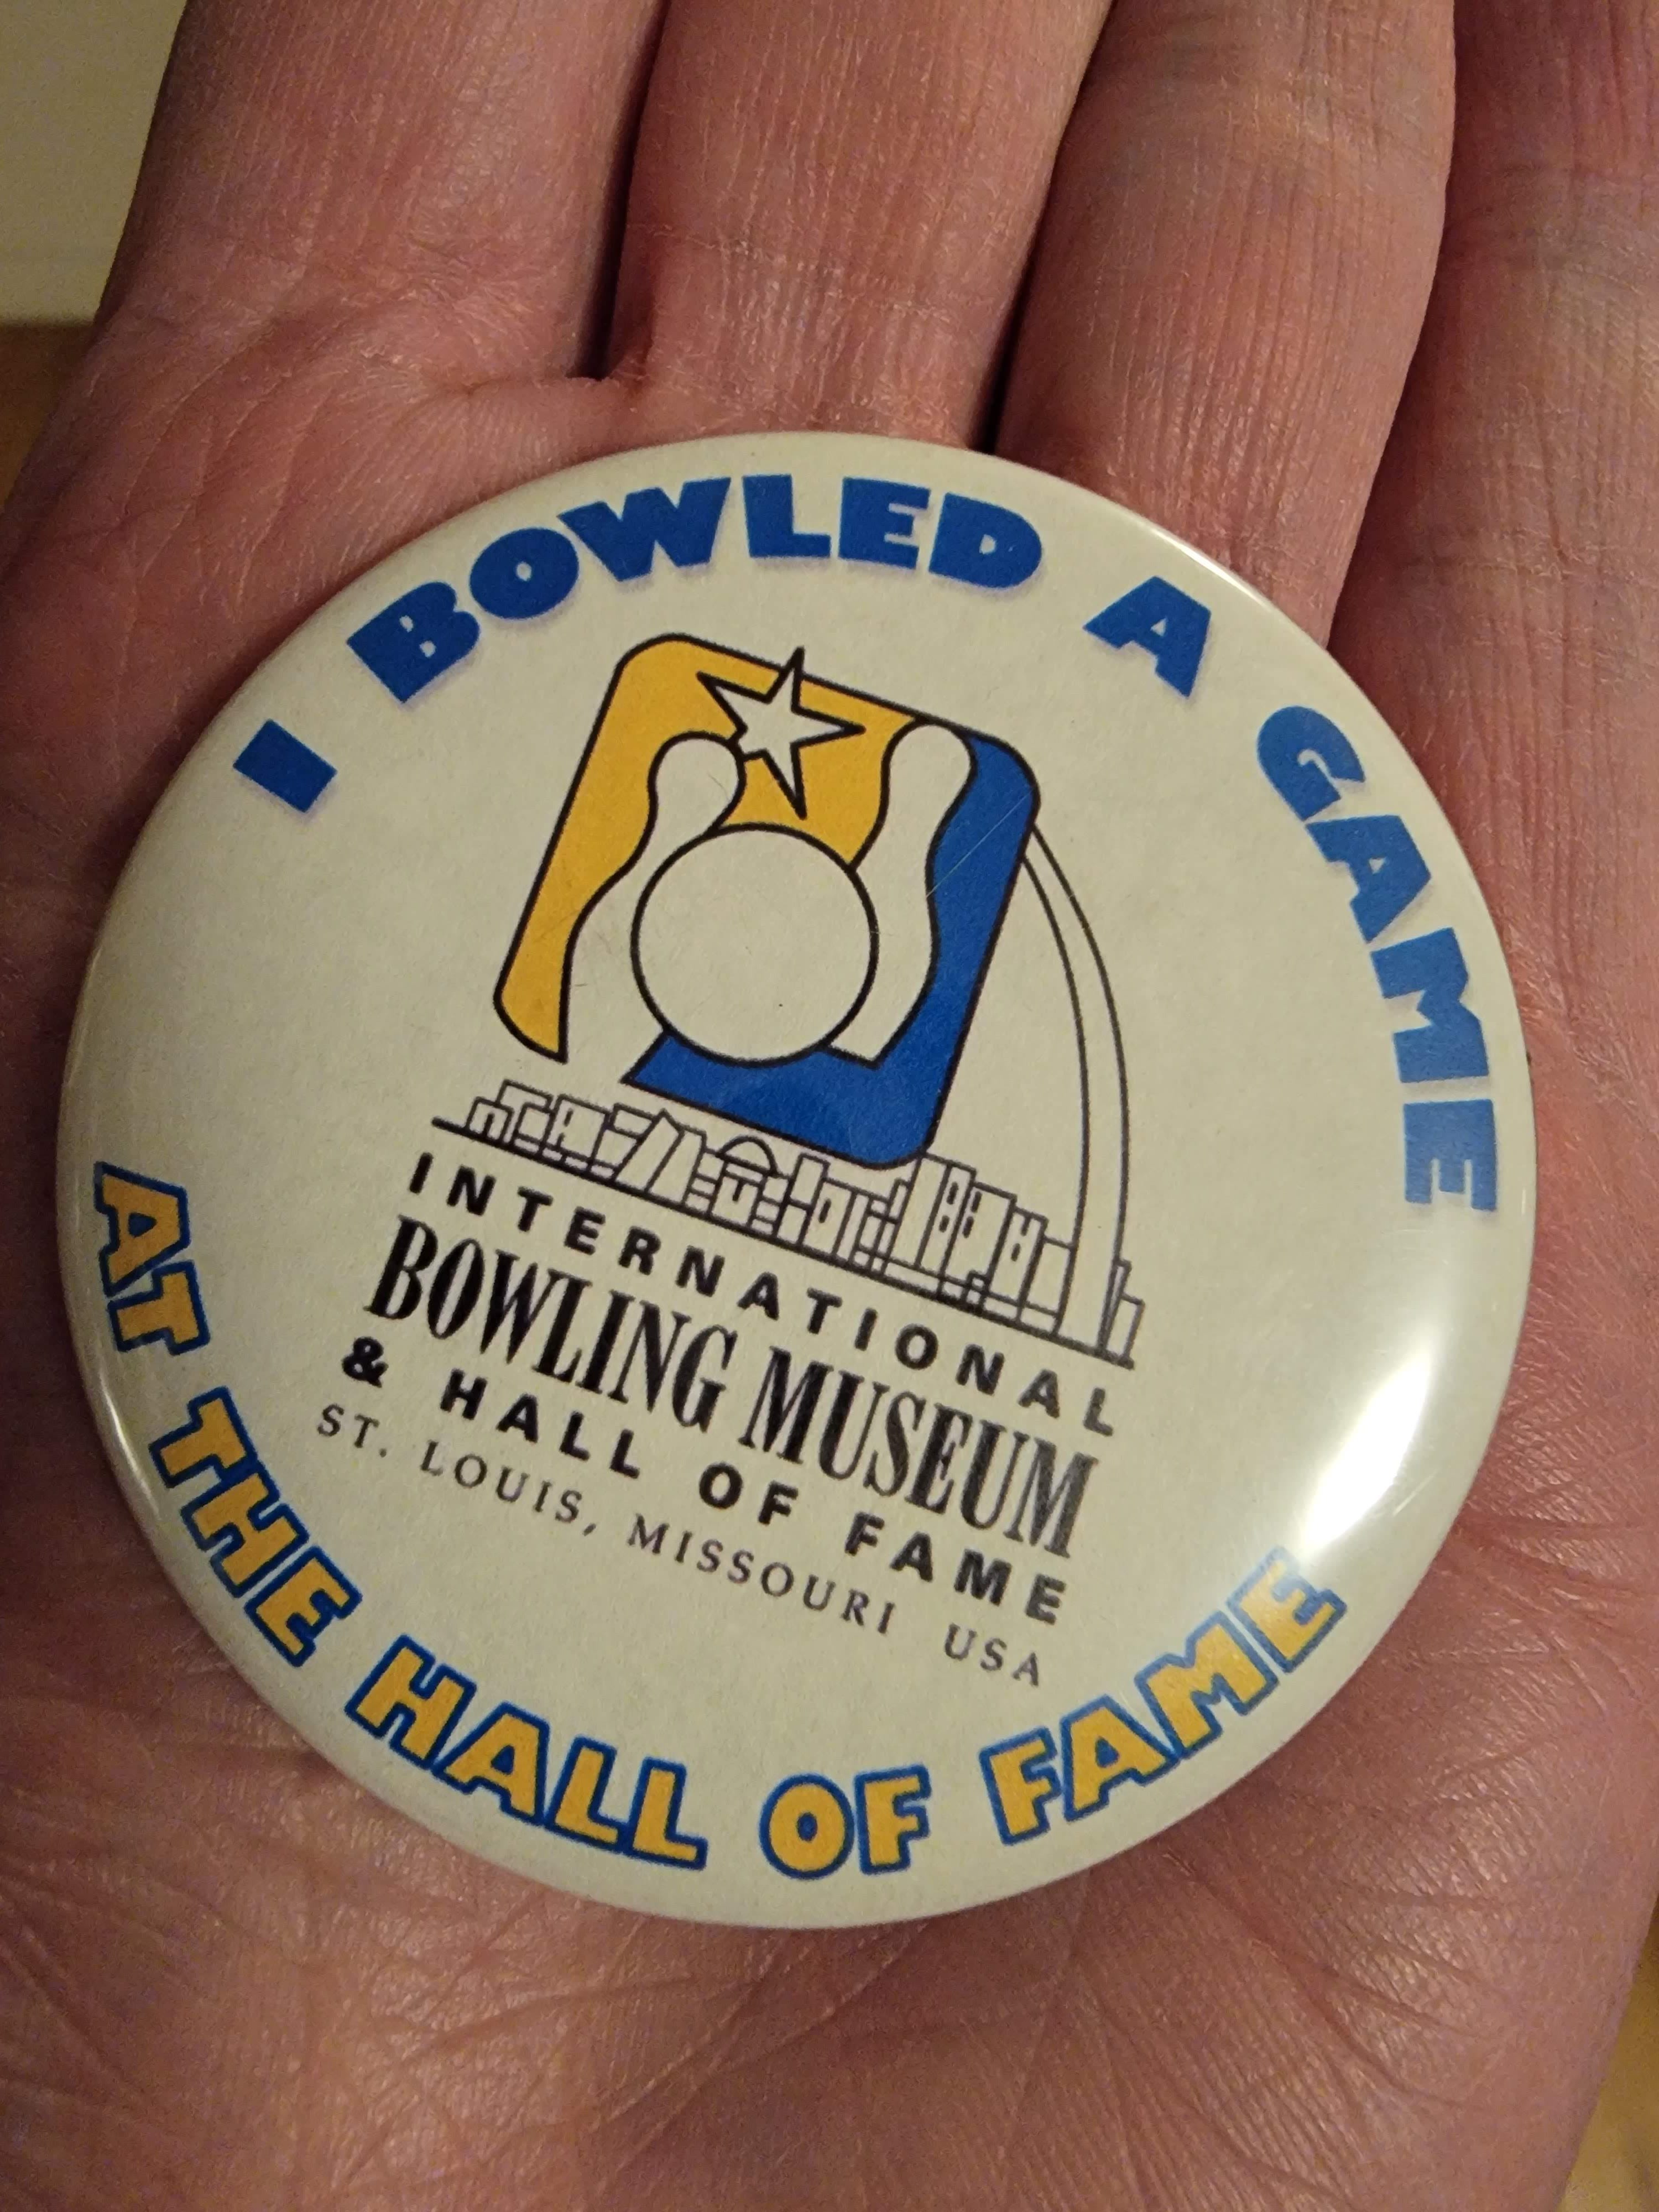 I BOWLED A GAME
INTERNATIONAL
BOWLING MUSEUM
& HALL OF FAME
ST. LOUIS, MISSOURI USA
AT THE HALL OF FAME